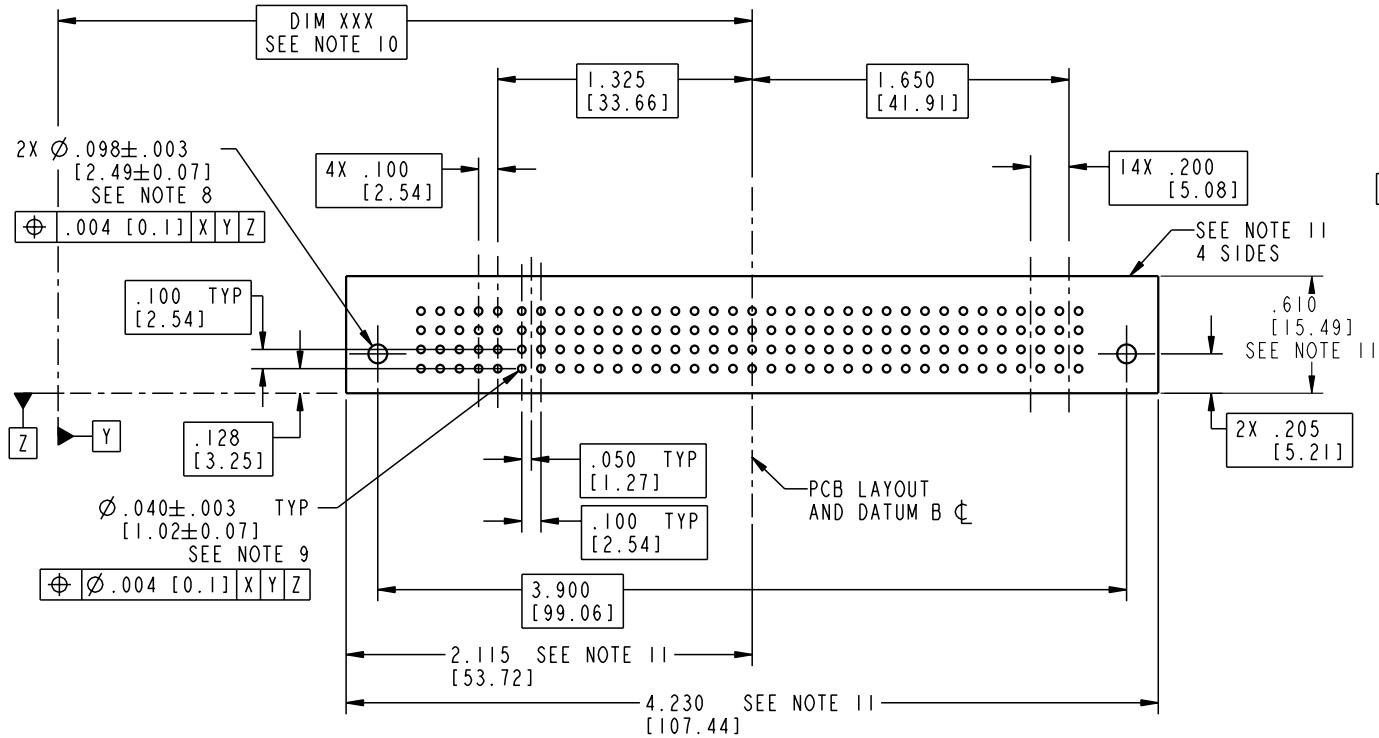 DIM XXX
SEE NOTE 10
1.325
[33.66]
1.650
[41.91]
2X Ø .098±.003
[2.49±0.07]
SEE NOTE 8
⌖ .004 [0.1] X Y Z
4X .100
[2.54]
14X .200
[5.08]
[
SEE NOTE 11
4 SIDES
.100 TYP
[2.54]
.610
[15.49]
SEE NOTE 11
Z
Y
.128
[3.25]
.050 TYP
[1.27]
2X .205
[5.21]
Ø .040±.003 TYP
[1.02±0.07]
SEE NOTE 9
⌖ Ø .004 [0.1] X Y Z
.100 TYP
[2.54]
PCB LAYOUT
AND DATUM B ℄
3.900
[99.06]
2.115 SEE NOTE 11
[53.72]
4.230 SEE NOTE 11
[107.44]